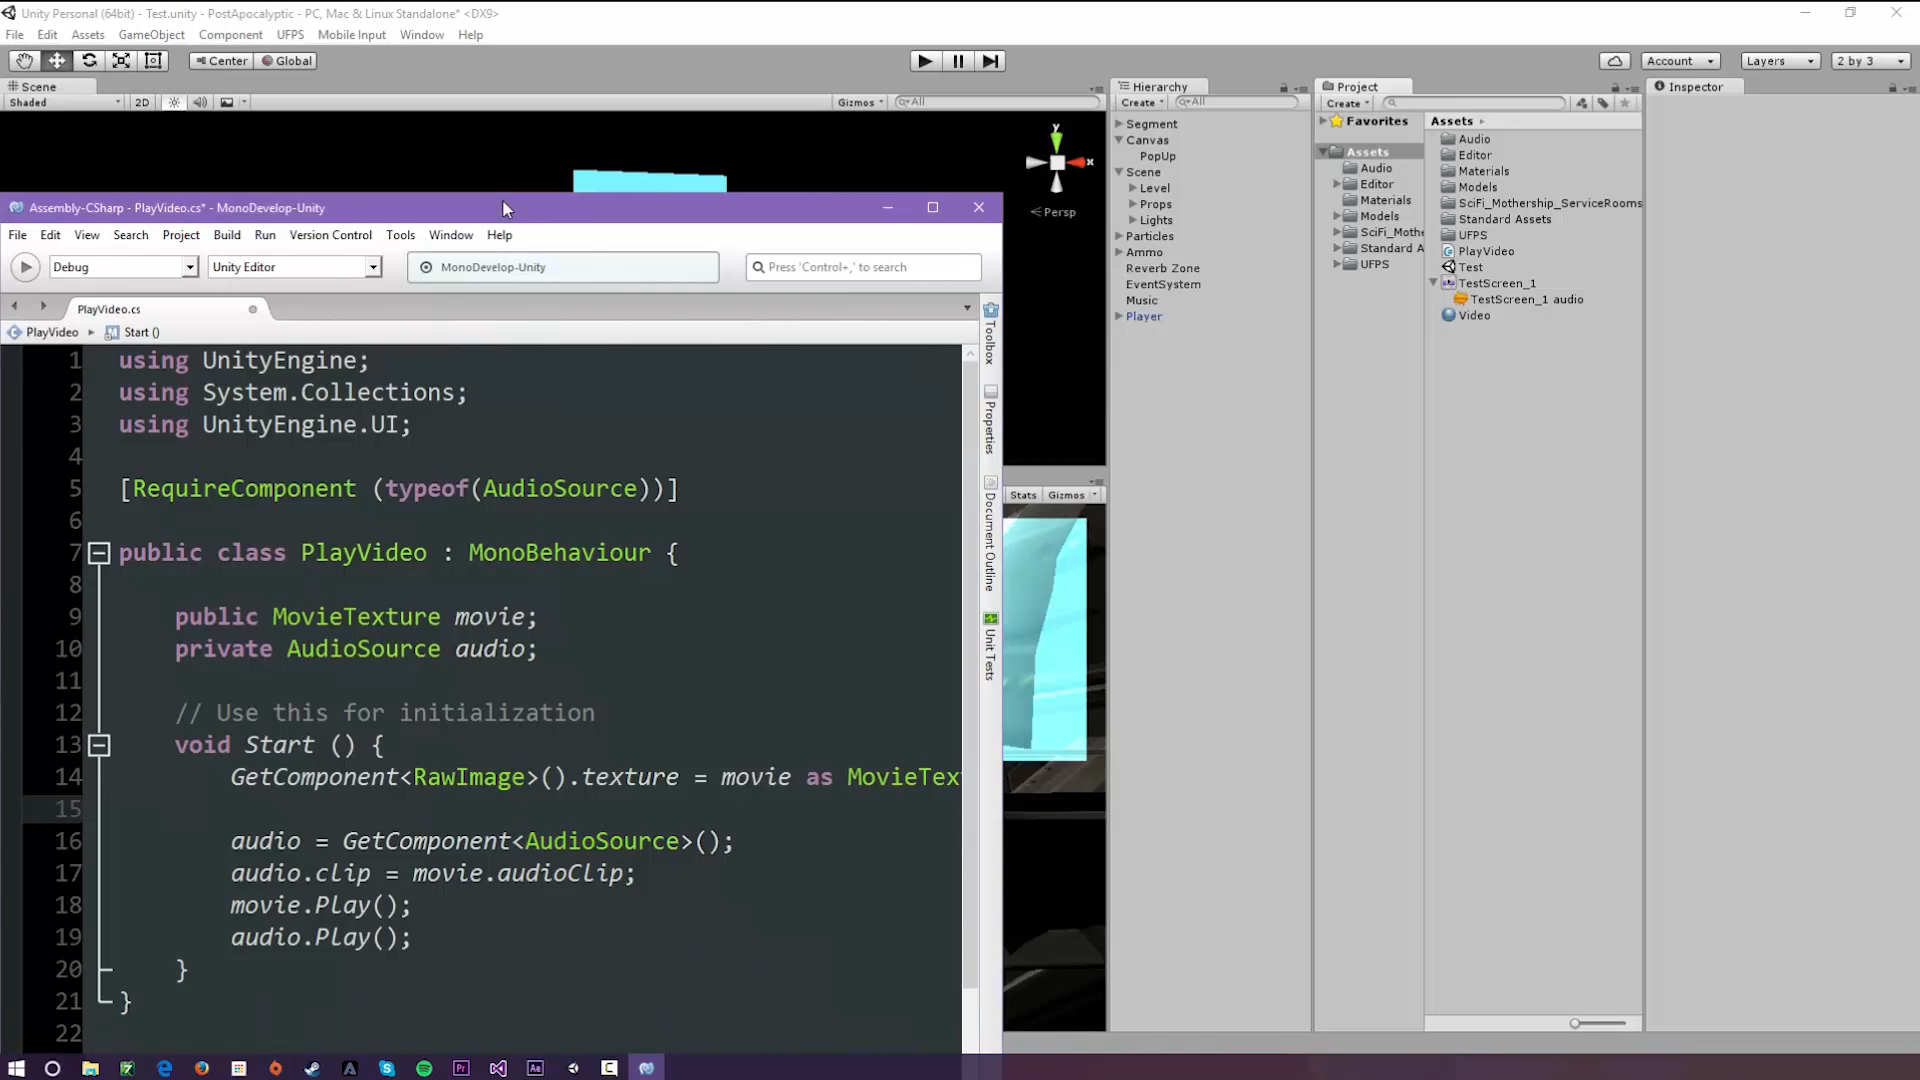 Unity Personal (64bit) - Test.unity - PostApocalyptic - PC, Mac & Linux Standalone* <DX9>
File Edit Assets GameObject Component UFPS Mobile Input Window Help
Center Global Account Layers 2 by 3
Scene
Shaded 2D Gizmos All
y
x
Persp
Stats Gizmos
Hierarchy
Create All
Segment
Canvas
PopUp
Scene
Level
Props
Lights
Particles
Ammo
Reverb Zone
EventSystem
Music
Player
Project
Create
Favorites
Assets
Audio
Editor
Materials
Models
SciFi_Mothe
Standard A
UFPS
Assets
Audio
Editor
Materials
Models
SciFi_Mothership_ServiceRooms
Standard Assets
UFPS
PlayVideo
Test
TestScreen_1
TestScreen_1 audio
Video
Inspector
Assembly-CSharp - PlayVideo.cs* - MonoDevelop-Unity
File Edit View Search Project Build Run Version Control Tools Window Help
Debug Unity Editor MonoDevelop-Unity Press 'Control+,' to search
PlayVideo.cs
PlayVideo Start ()
1 using UnityEngine;
2 using System.Collections;
3 using UnityEngine.UI;
4
5 [RequireComponent (typeof(AudioSource))]
6
7 public class PlayVideo : MonoBehaviour {
8
9 public MovieTexture movie;
10 private AudioSource audio;
11
12 // Use this for initialization
13 void Start () {
14 GetComponent<RawImage>().texture = movie as MovieTex
15
16 audio = GetComponent<AudioSource>();
17 audio.clip = movie.audioClip;
18 movie.Play();
19 audio.Play();
20 }
21 }
22
Toolbox
Properties
Document Outline
Unit Tests
Pr
Ae